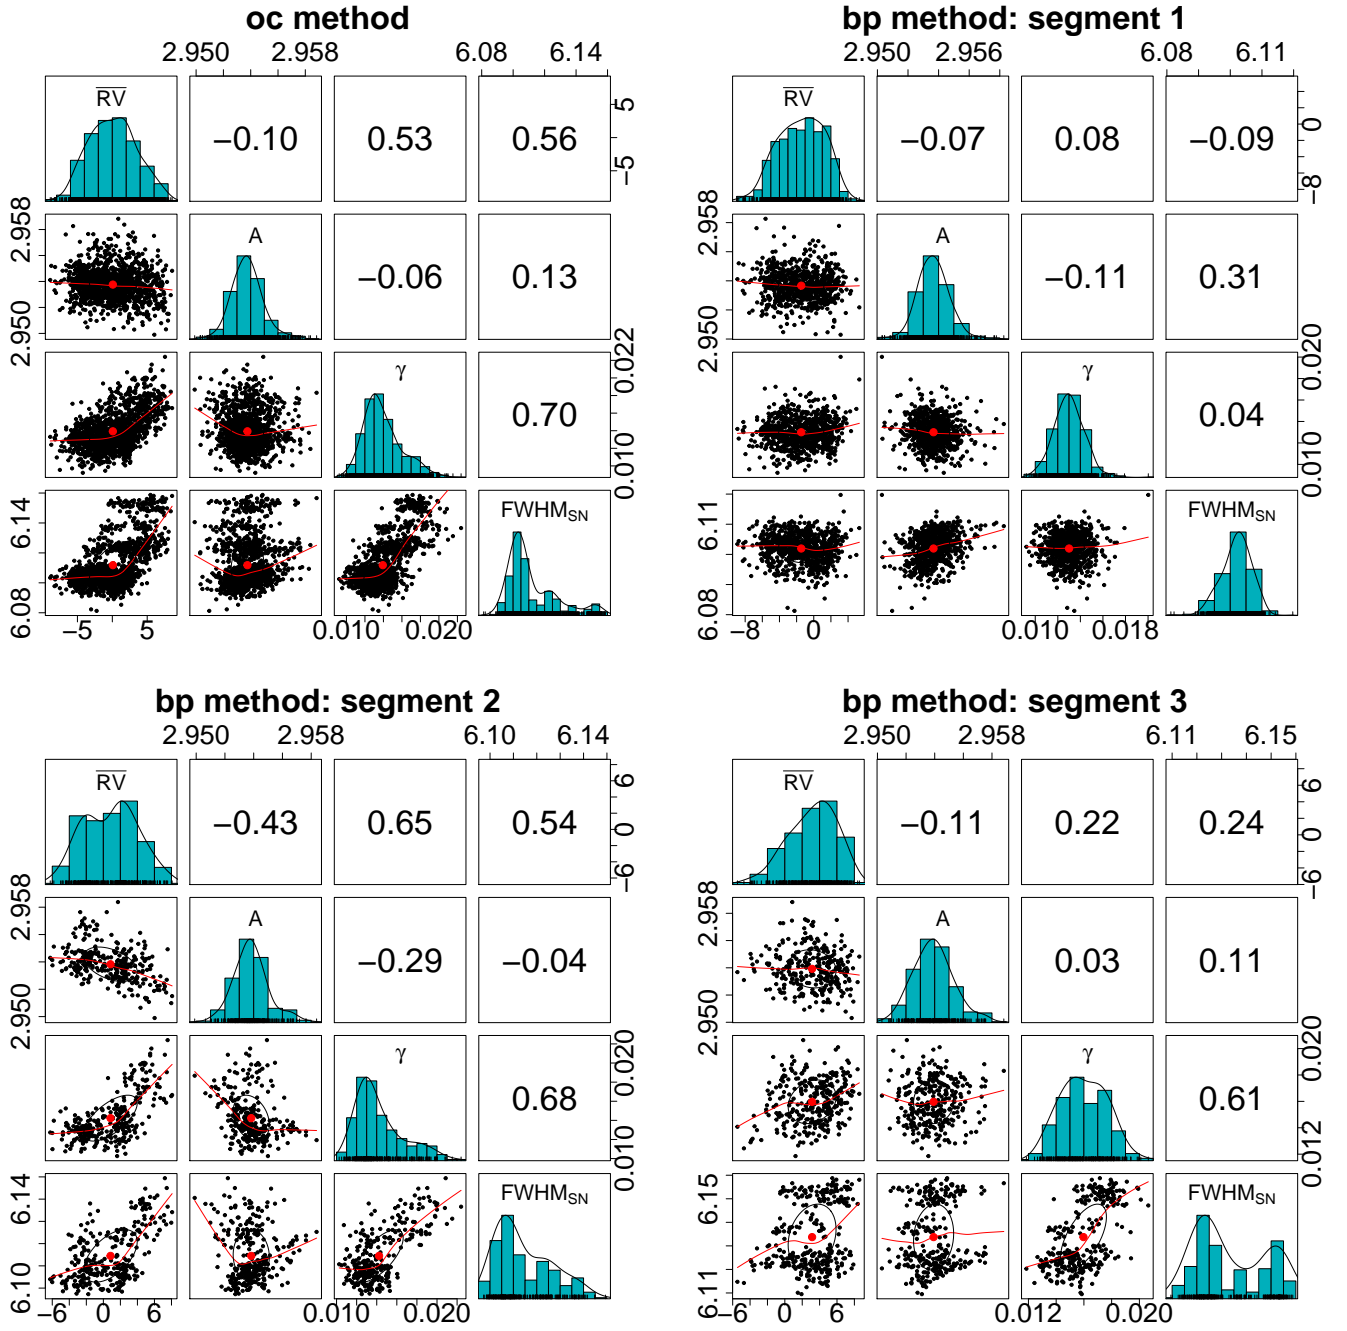 oc method
2.950 2.958 6.08 6.14
RV
−0.10 0.53 0.56
−5 5
2.950 2.958
A
−0.06 0.13
γ
0.70
0.010 0.022
6.08 6.14
FWHMSN
−5 5 0.010 0.020
bp method: segment 1
2.950 2.956 6.08 6.11
RV
−0.07 0.08 −0.09
−8 0
2.950 2.958
A
−0.11 0.31
γ
0.04
0.010 0.020
6.08 6.11
FWHMSN
−8 0 0.010 0.018
bp method: segment 2
2.950 2.958 6.10 6.14
RV
−0.43 0.65 0.54
−6 0 6
2.950 2.958
A
−0.29 −0.04
γ
0.68
0.010 0.020
6.10 6.14
FWHMSN
−6 0 6 0.010 0.020
bp method: segment 3
2.950 2.958 6.11 6.15
RV
−0.11 0.22 0.24
−6 0 6
2.950 2.958
A
0.03 0.11
γ
0.61
0.012 0.020
6.11 6.15
FWHMSN
−6 0 6 0.012 0.020